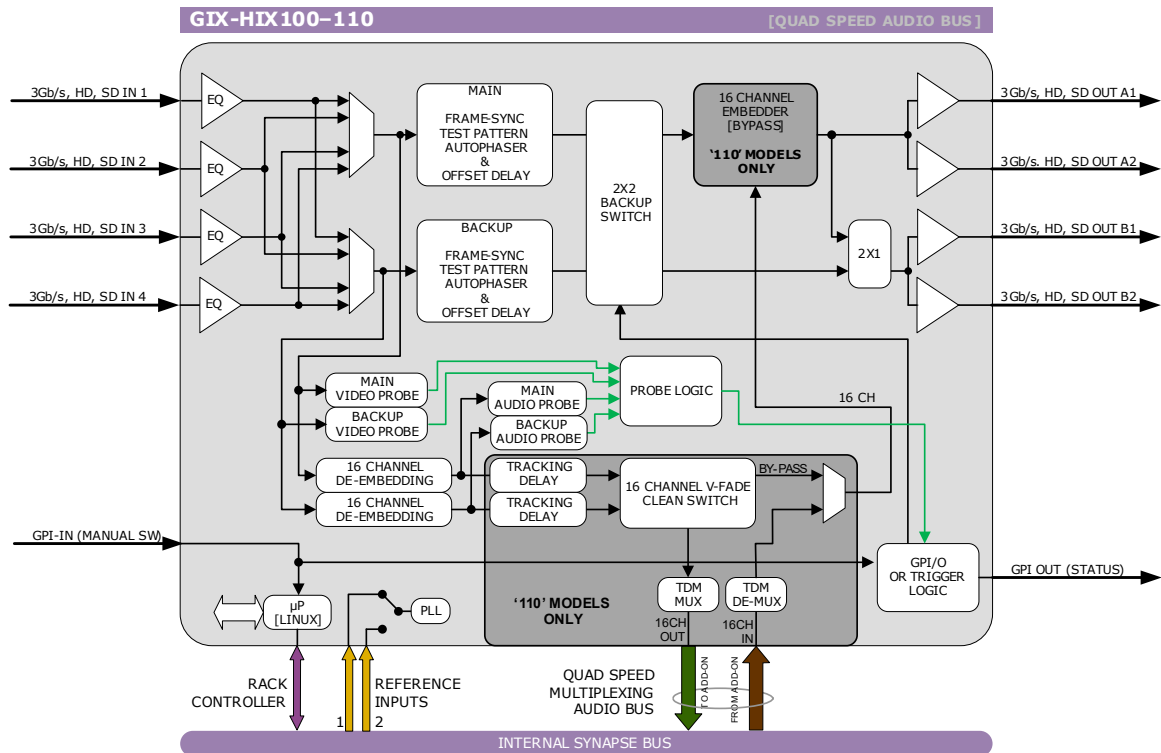 GIX-HIX100–110
[QUAD SPEED AUDIO BUS]
3Gb/s, HD, SD IN 1
3Gb/s, HD, SD IN 2
3Gb/s, HD, SD IN 3
3Gb/s, HD, SD IN 4
EQ
EQ
EQ
EQ
MAIN
FRAME-SYNC
TEST PATTERN
AUTOPHASER
&
OFFSET DELAY
BACKUP
FRAME-SYNC
TEST PATTERN
AUTOPHASER
&
OFFSET DELAY
2X2
BACKUP
SWITCH
16 CHANNEL
EMBEDDER
[BYPASS]
‘110’ MODELS
ONLY
2X1
3Gb/s, HD, SD OUT A1
3Gb/s. HD, SD OUT A2
3Gb/s, HD, SD OUT B1
3Gb/s, HD, SD OUT B2
MAIN
VIDEO PROBE
BACKUP
VIDEO PROBE
MAIN
AUDIO PROBE
BACKUP
AUDIO PROBE
PROBE LOGIC
16 CH
16 CHANNEL
DE-EMBEDDING
16 CHANNEL
DE-EMBEDDING
TRACKING
DELAY
TRACKING
DELAY
16 CHANNEL V-FADE
CLEAN SWITCH
BY-PASS
GPI-IN (MANUAL SW)
GPI/O
OR TRIGGER
LOGIC
GPI OUT (STATUS)
µP
[LINUX]
PLL
‘110’ MODELS
ONLY
TDM
MUX
TDM
DE-MUX
16CH
OUT
16CH
IN
RACK
CONTROLLER
REFERENCE
INPUTS
1
2
QUAD SPEED
MULTIPLEXING
AUDIO BUS
TO ADD-ON
FROM ADD-ON
INTERNAL SYNAPSE BUS